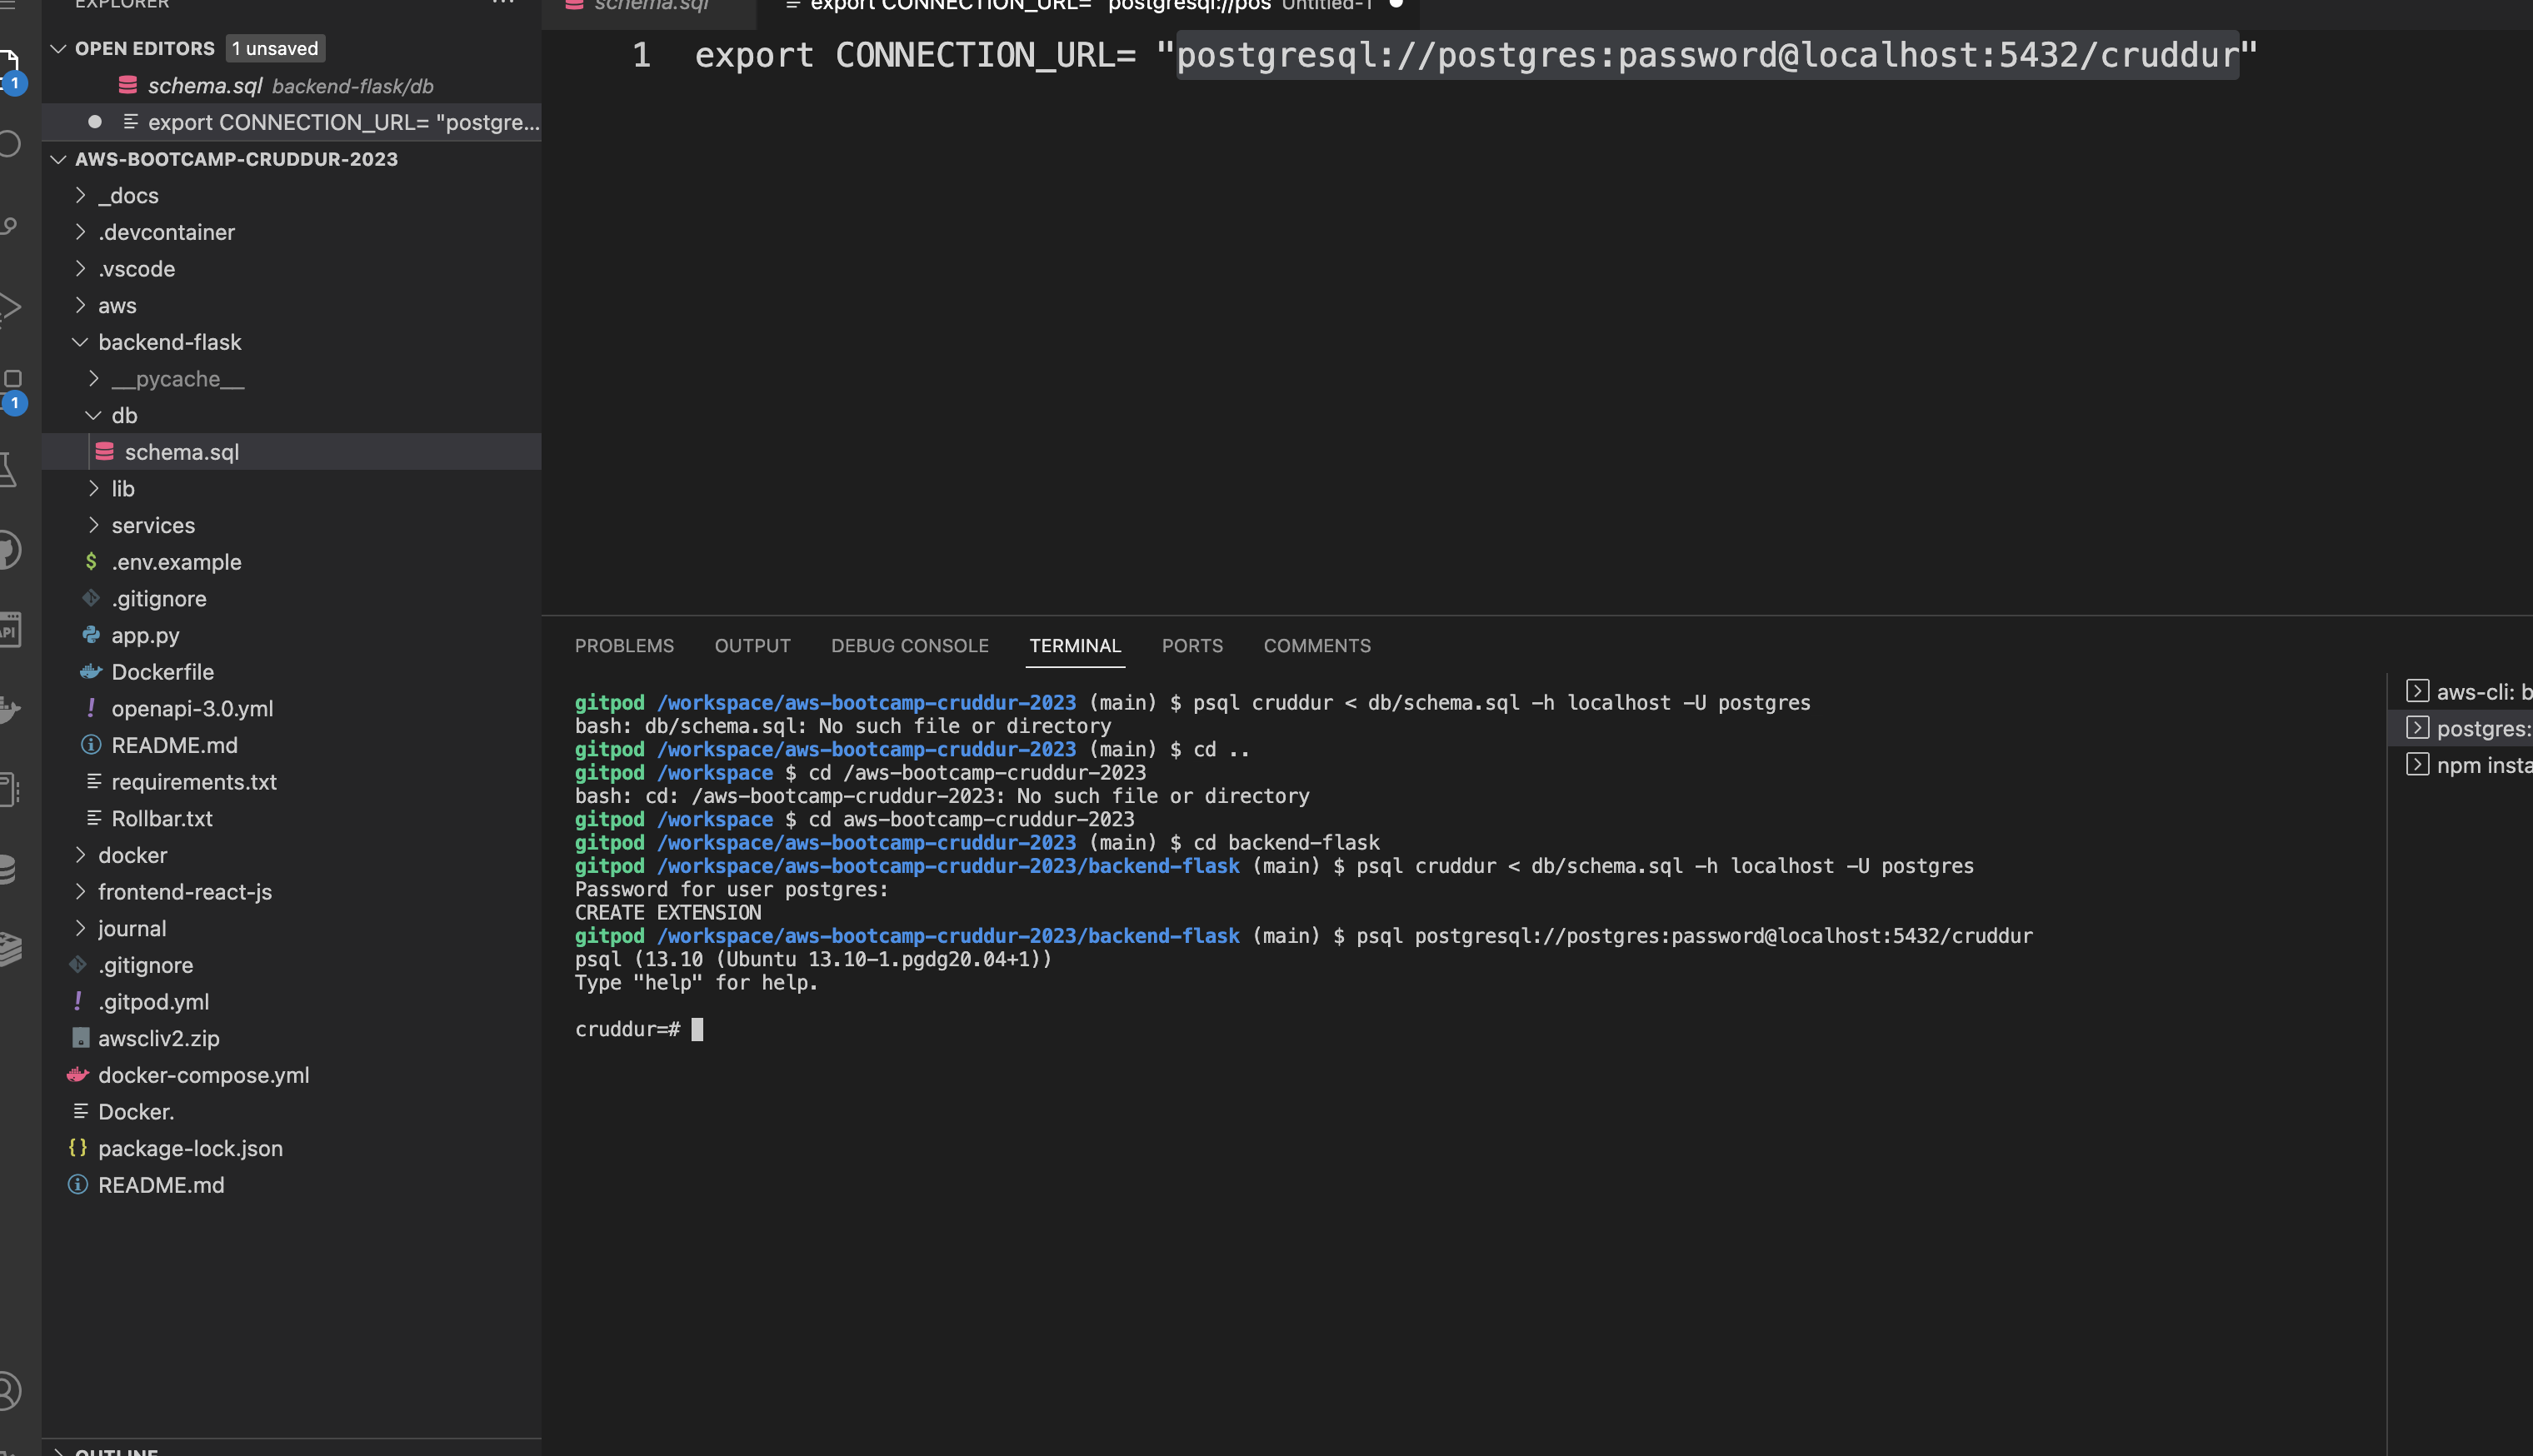 EXPLORER
OPEN EDITORS 1 unsaved
schema.sql backend-flask/db
export CONNECTION_URL= "postgre...
AWS-BOOTCAMP-CRUDDUR-2023
_docs
.devcontainer
.vscode
aws
backend-flask
__pycache__
db
schema.sql
lib
services
.env.example
.gitignore
app.py
Dockerfile
openapi-3.0.yml
README.md
requirements.txt
Rollbar.txt
docker
frontend-react-js
journal
.gitignore
.gitpod.yml
awscliv2.zip
docker-compose.yml
Docker.
package-lock.json
README.md
OUTLINE
1
1
API
schema.sql
export CONNECTION_URL= "postgresql://pos Untitled-1
1 export CONNECTION_URL= "postgresql://postgres:password@localhost:5432/cruddur"
PROBLEMS OUTPUT DEBUG CONSOLE TERMINAL PORTS COMMENTS
gitpod /workspace/aws-bootcamp-cruddur-2023 (main) $ psql cruddur < db/schema.sql -h localhost -U postgres
bash: db/schema.sql: No such file or directory
gitpod /workspace/aws-bootcamp-cruddur-2023 (main) $ cd ..
gitpod /workspace $ cd /aws-bootcamp-cruddur-2023
bash: cd: /aws-bootcamp-cruddur-2023: No such file or directory
gitpod /workspace $ cd aws-bootcamp-cruddur-2023
gitpod /workspace/aws-bootcamp-cruddur-2023 (main) $ cd backend-flask
gitpod /workspace/aws-bootcamp-cruddur-2023/backend-flask (main) $ psql cruddur < db/schema.sql -h localhost -U postgres
Password for user postgres:
CREATE EXTENSION
gitpod /workspace/aws-bootcamp-cruddur-2023/backend-flask (main) $ psql postgresql://postgres:password@localhost:5432/cruddur
psql (13.10 (Ubuntu 13.10-1.pgdg20.04+1))
Type "help" for help.
cruddur=#
aws-cli: b
postgres:
npm insta